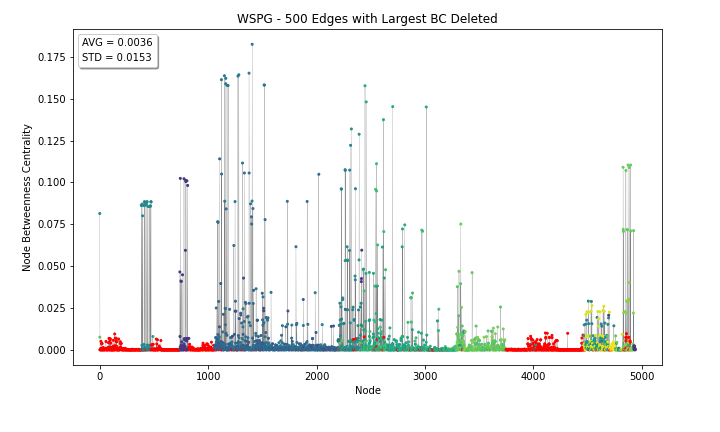 WSPG - 500 Edges with Largest BC Deleted
AVG = 0.0036
STD = 0.0153
0.175
0.150
0.125
0.100
0.075
0.050
0.025
0.000
Node Betweenness Centrality
0 1000 2000 3000 4000 5000
Node